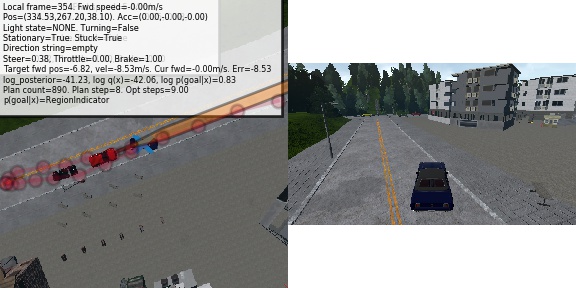 Local frame=354. Fwd speed=-0.00m/s
Pos=(334.53,267.20,38.10). Acc=(0.00,-0.00,-0.00)
Light state=NONE. Turning=False
Stationary=True. Stuck=True
Direction string=empty
Steer=0.38, Throttle=0.00, Brake=1.00
Target fwd pos=-6.82, vel=-8.53m/s. Cur fwd=-0.00m/s. Err=-8.53
log_posterior=-41.23, log q(x)=-42.06, log p(goal|x)=0.83
Plan count=890. Plan step=8. Opt steps=9.00
p(goal|x)=RegionIndicator